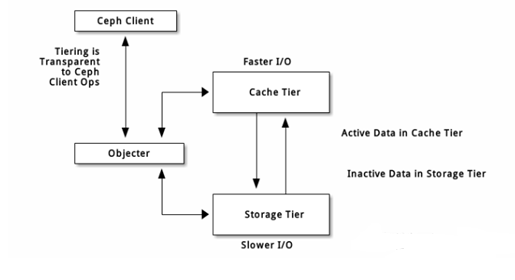 Ceph Client
Tiering is
Transparent
to Ceph
Client Ops
Faster I/O
Cache Tier
Active Data in Cache Tier
Objecter
Inactive Data in Storage Tier
Storage Tier
Slower I/O